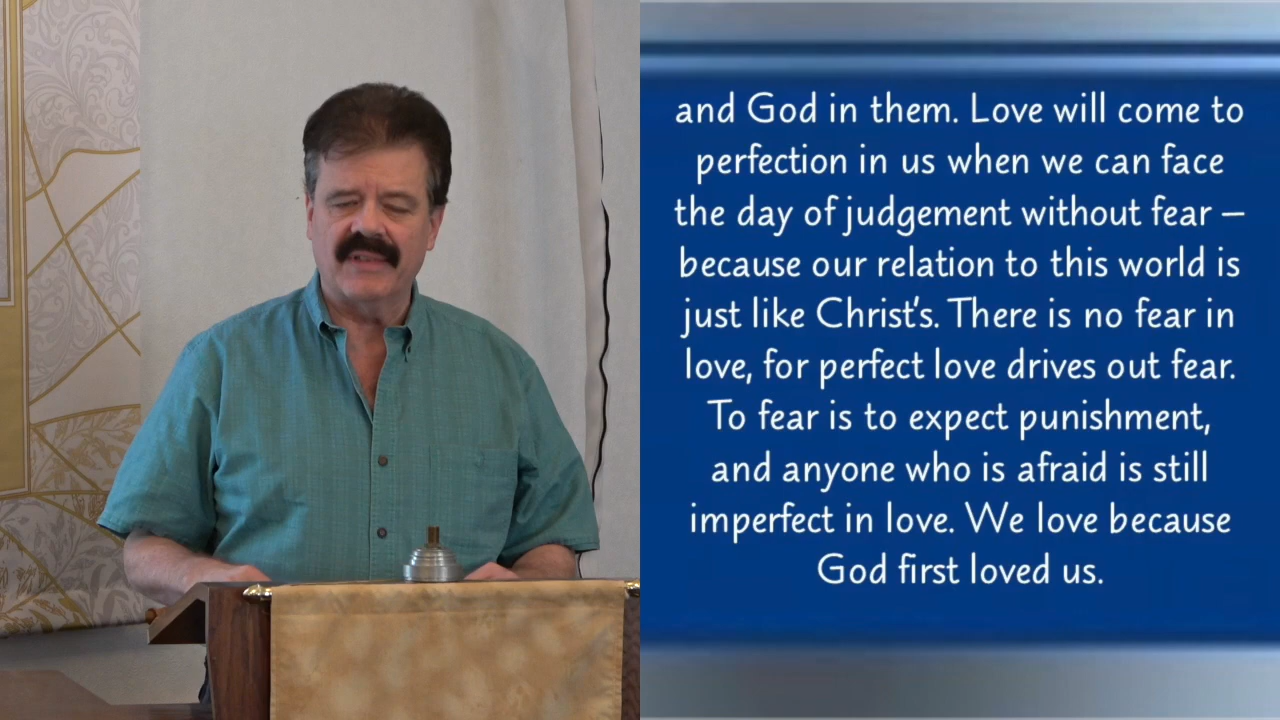 and God in them. Love will come to
perfection in us when we can face
the day of judgement without fear –
because our relation to this world is
just like Christ's. There is no fear in
love, for perfect love drives out fear.
To fear is to expect punishment,
and anyone who is afraid is still
imperfect in love. We love because
God first loved us.